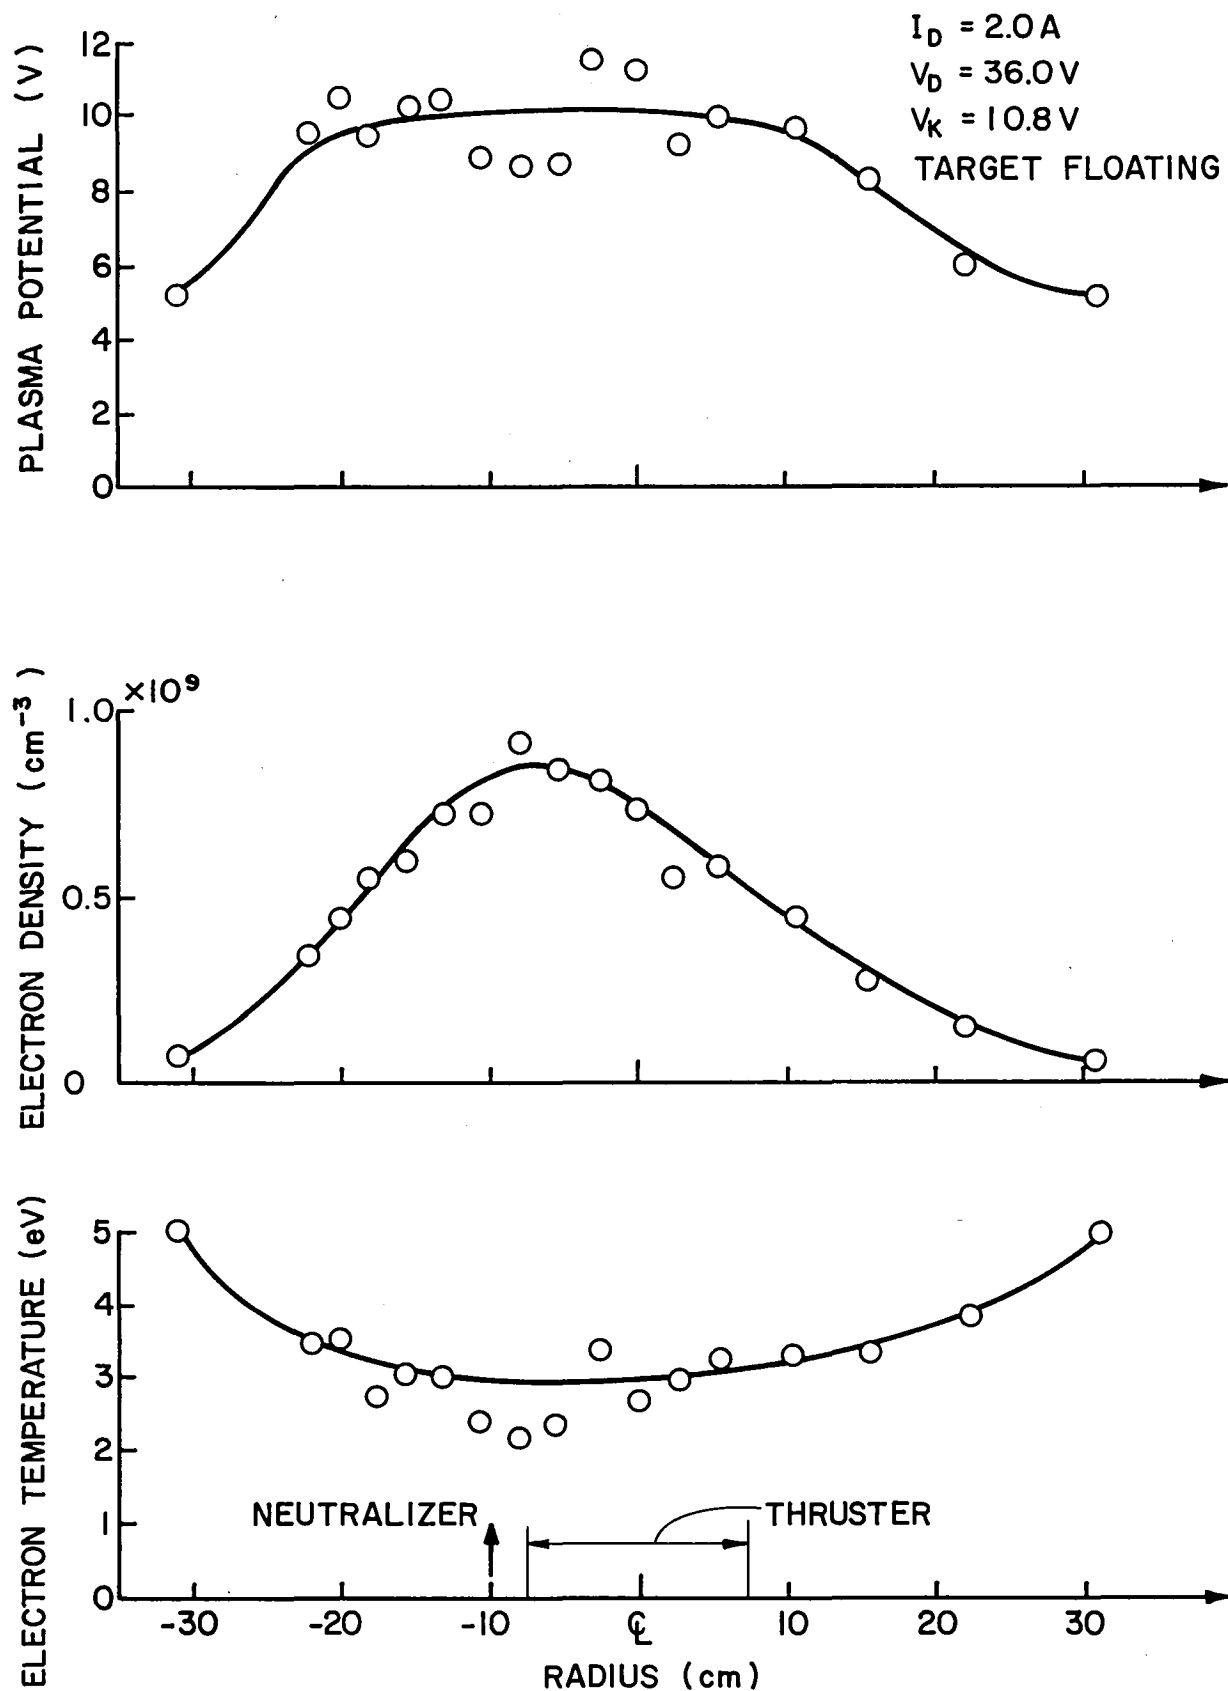 I_D = 2.0 A
V_D = 36.0 V
V_K = 10.8 V
TARGET FLOATING
PLASMA POTENTIAL (V)
12
10
8
6
4
2
0
ELECTRON DENSITY (cm⁻³)
×10⁹
1.0
0.5
0
ELECTRON TEMPERATURE (eV)
5
4
3
2
1
0
NEUTRALIZER
THRUSTER
-30 -20 -10 ℄ 10 20 30
RADIUS (cm)